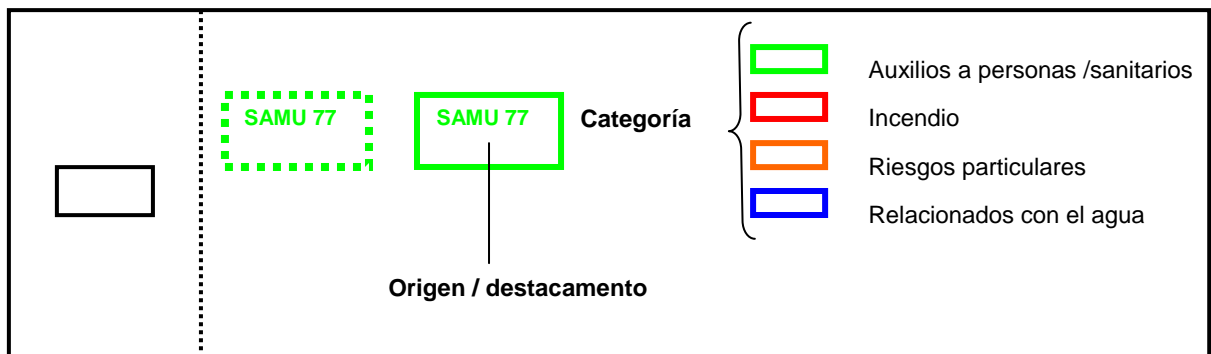 SAMU 77
SAMU 77
Categoría
Auxilios a personas /sanitarios
Incendio
Riesgos particulares
Relacionados con el agua
Origen / destacamento